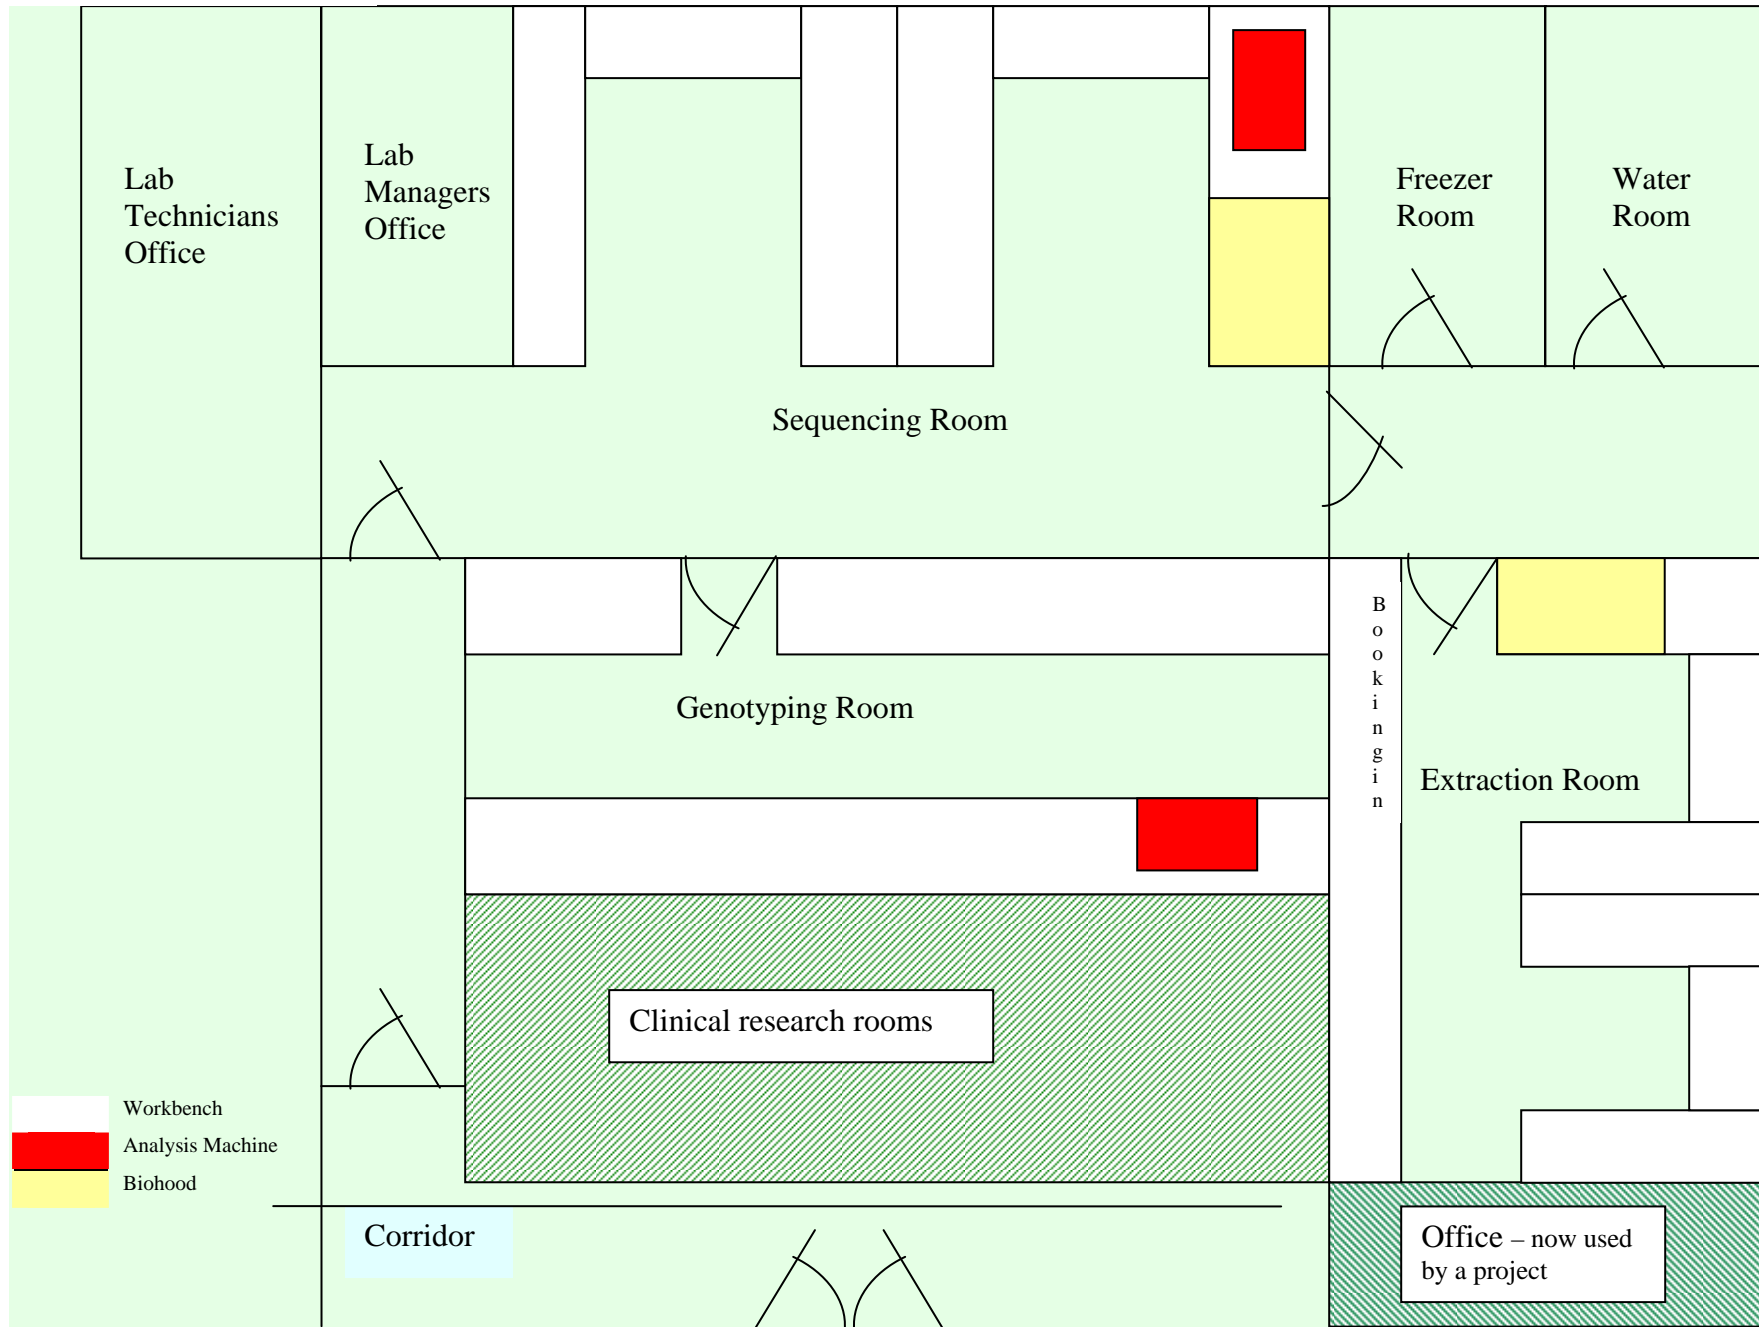 Lab
Technicians
Office
Lab
Managers
Office
Freezer
Room
Water
Room
Sequencing Room
B
o
o
k
i
n
g
i
n
Genotyping Room
Extraction Room
Clinical research rooms
Workbench
Analysis Machine
Biohood
Corridor
Office – now used
by a project